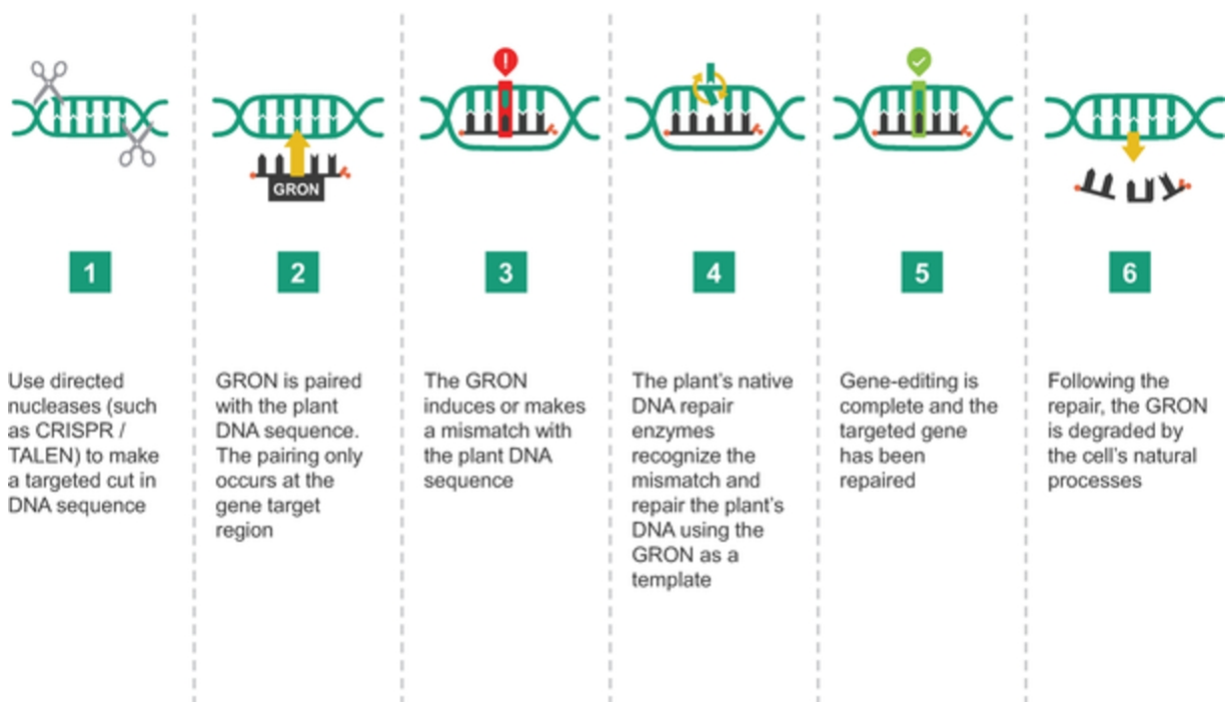 !
GRON
1
2
3
4
5
6
Use directed
nucleases (such
as CRISPR /
TALEN) to make
a targeted cut in
DNA sequence
GRON is paired
with the plant
DNA sequence.
The pairing only
occurs at the
gene target
region
The GRON
induces or makes
a mismatch with
the plant DNA
sequence
The plant's native
DNA repair
enzymes
recognize the
mismatch and
repair the plant's
DNA using the
GRON as a
template
Gene-editing is
complete and the
targeted gene
has been
repaired
Following the
repair, the GRON
is degraded by
the cell's natural
processes